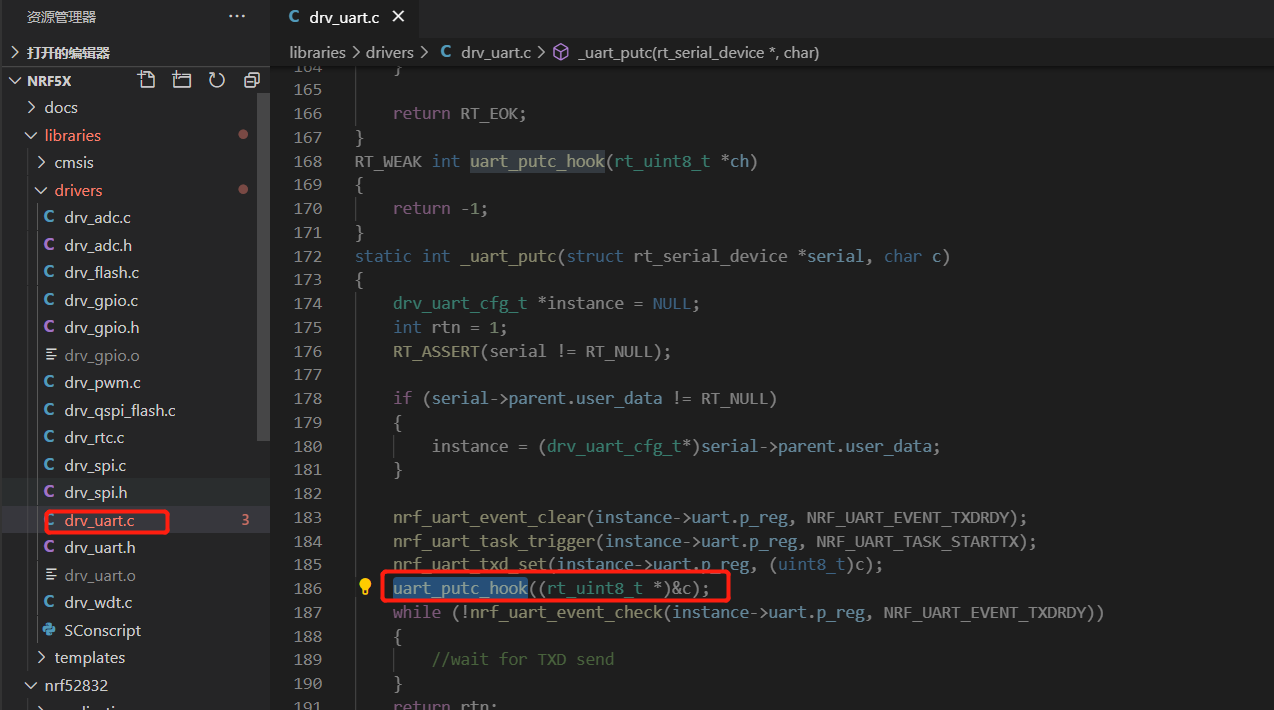 资源管理器
···
打开的编辑器
NRF5X
docs
libraries
cmsis
drivers
C drv_adc.c
C drv_adc.h
C drv_flash.c
C drv_gpio.c
C drv_gpio.h
drv_gpio.o
C drv_pwm.c
C drv_qspi_flash.c
C drv_rtc.c
C drv_spi.c
C drv_spi.h
C drv_uart.c 3
C drv_uart.h
drv_uart.o
C drv_wdt.c
SConscript
templates
nrf52832
C drv_uart.c
libraries > drivers > C drv_uart.c > _uart_putc(rt_serial_device *, char)
164 }
165
166 return RT_EOK;
167 }
168 RT_WEAK int uart_putc_hook(rt_uint8_t *ch)
169 {
170 return -1;
171 }
172 static int _uart_putc(struct rt_serial_device *serial, char c)
173 {
174 drv_uart_cfg_t *instance = NULL;
175 int rtn = 1;
176 RT_ASSERT(serial != RT_NULL);
177
178 if (serial->parent.user_data != RT_NULL)
179 {
180 instance = (drv_uart_cfg_t*)serial->parent.user_data;
181 }
182
183 nrf_uart_event_clear(instance->uart.p_reg, NRF_UART_EVENT_TXDRDY);
184 nrf_uart_task_trigger(instance->uart.p_reg, NRF_UART_TASK_STARTTX);
185 nrf_uart_txd_set(instance->uart.p_reg, (uint8_t)c);
186 uart_putc_hook((rt_uint8_t *)&c);
187 while (!nrf_uart_event_check(instance->uart.p_reg, NRF_UART_EVENT_TXDRDY))
188 {
189 //wait for TXD send
190 }
191 return rtn;